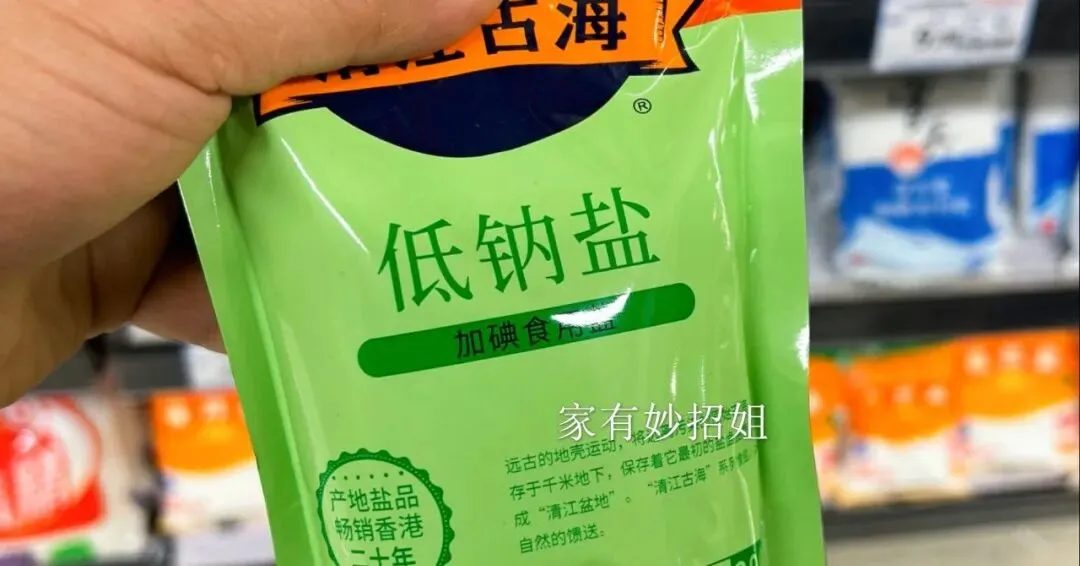 清江古海
®
低钠盐
加碘食用盐
家有妙招姐
远古的地壳运动，将
存于千米地下，保存着它最初的盐
成“清江盆地”。“清江古海”系
自然的馈送。
产地盐品
畅销香港
二十年